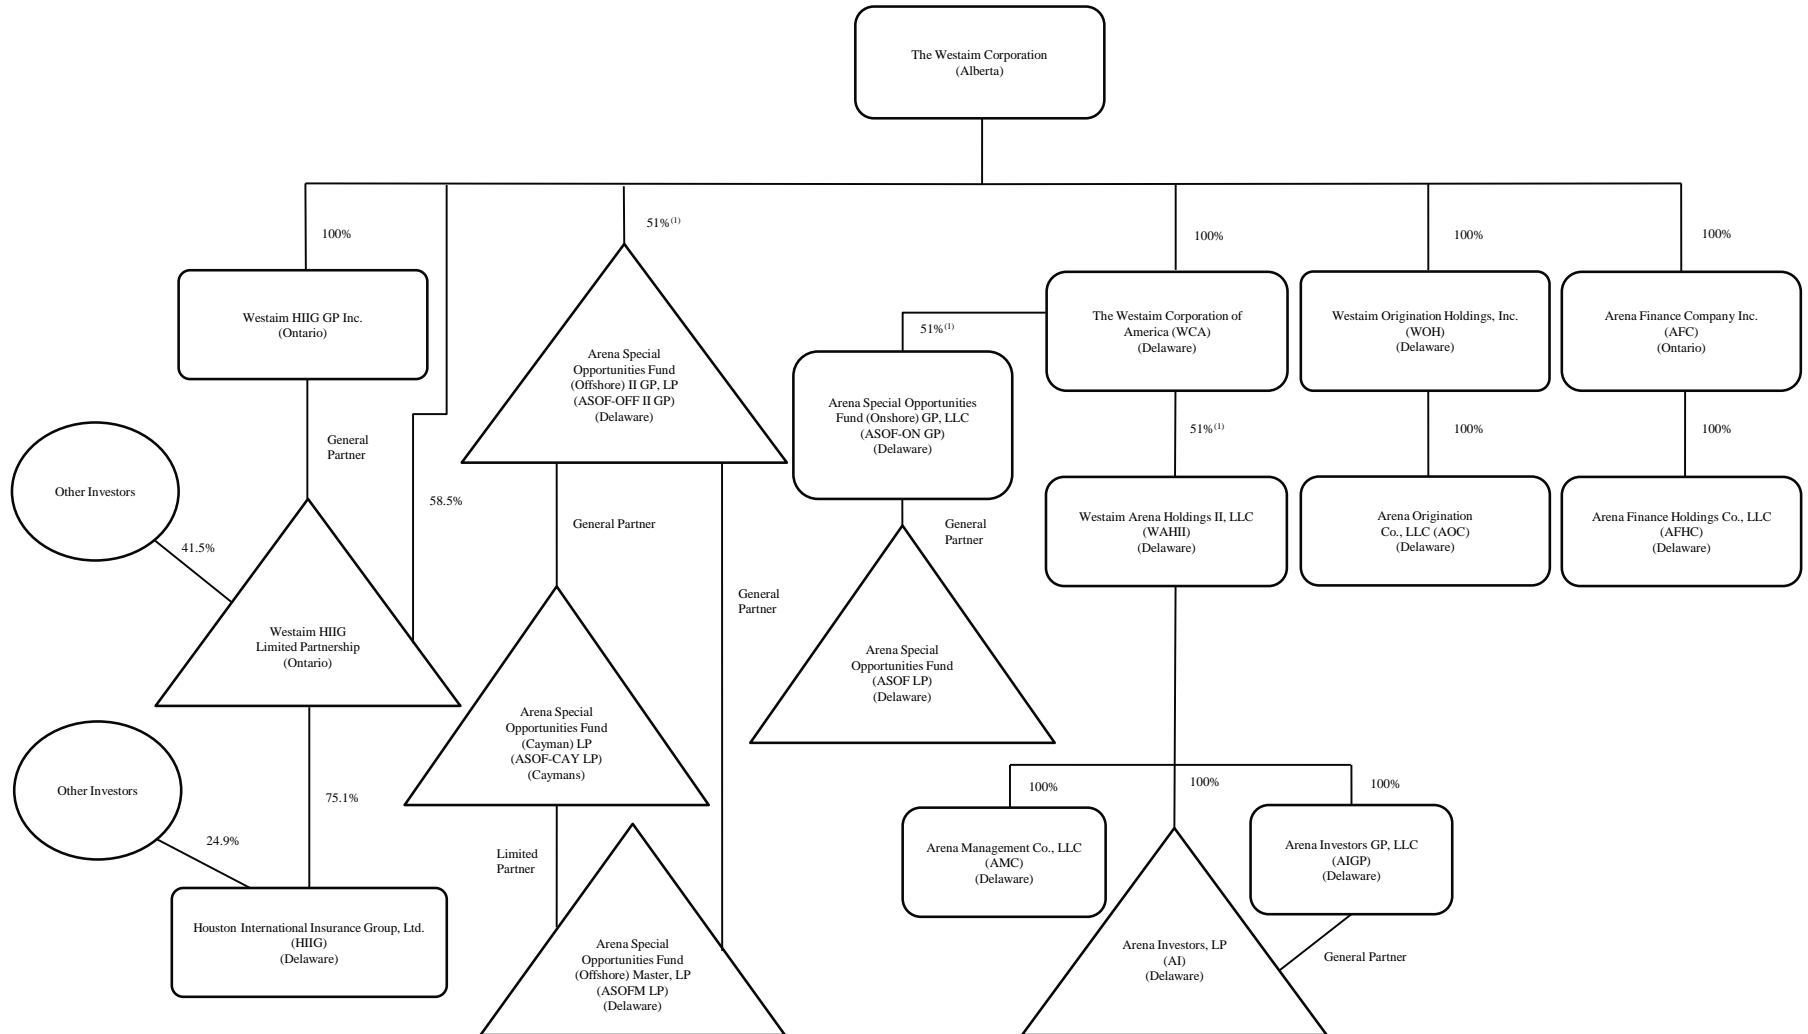 The Westaim Corporation
(Alberta)
100%
51%(1)
100%
100%
100%
Westaim HIIG GP Inc.
(Ontario)
Arena Special
Opportunities Fund
(Offshore) II GP, LP
(ASOF-OFF II GP)
(Delaware)
51%(1)
The Westaim Corporation of
America (WCA)
(Delaware)
Westaim Origination Holdings, Inc.
(WOH)
(Delaware)
Arena Finance Company Inc.
(AFC)
(Ontario)
Arena Special Opportunities
Fund (Onshore) GP, LLC
(ASOF-ON GP)
(Delaware)
51%(1)
100%
100%
General
Partner
Other Investors
58.5%
41.5%
General Partner
General
Partner
Westaim Arena Holdings II, LLC
(WAHII)
(Delaware)
Arena Origination
Co., LLC (AOC)
(Delaware)
Arena Finance Holdings Co., LLC
(AFHC)
(Delaware)
General
Partner
Westaim HIIG
Limited Partnership
(Ontario)
Arena Special
Opportunities Fund
(ASOF LP)
(Delaware)
Arena Special
Opportunities Fund
(Cayman) LP
(ASOF-CAY LP)
(Caymans)
Other Investors
75.1%
24.9%
100%
100%
100%
Limited
Partner
Arena Management Co., LLC
(AMC)
(Delaware)
Arena Investors GP, LLC
(AIGP)
(Delaware)
Houston International Insurance Group, Ltd.
(HIIG)
(Delaware)
Arena Special
Opportunities Fund
(Offshore) Master, LP
(ASOFM LP)
(Delaware)
Arena Investors, LP
(AI)
(Delaware)
General Partner